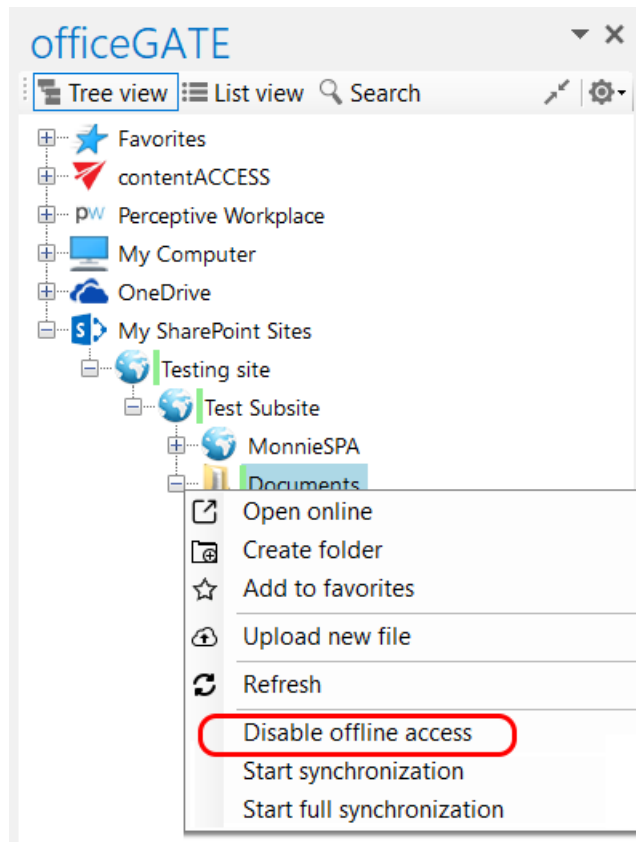 officeGATE
Tree view List view Search
Favorites
contentACCESS
pw Perceptive Workplace
My Computer
OneDrive
S My SharePoint Sites
Testing site
Test Subsite
MonnieSPA
Documents
Open online
Create folder
Add to favorites
Upload new file
Refresh
Disable offline access
Start synchronization
Start full synchronization